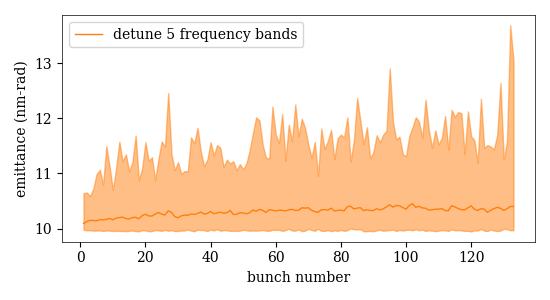 detune 5 frequency bands
emittance (nm-rad)
13
12
11
10
0 20 40 60 80 100 120
bunch number